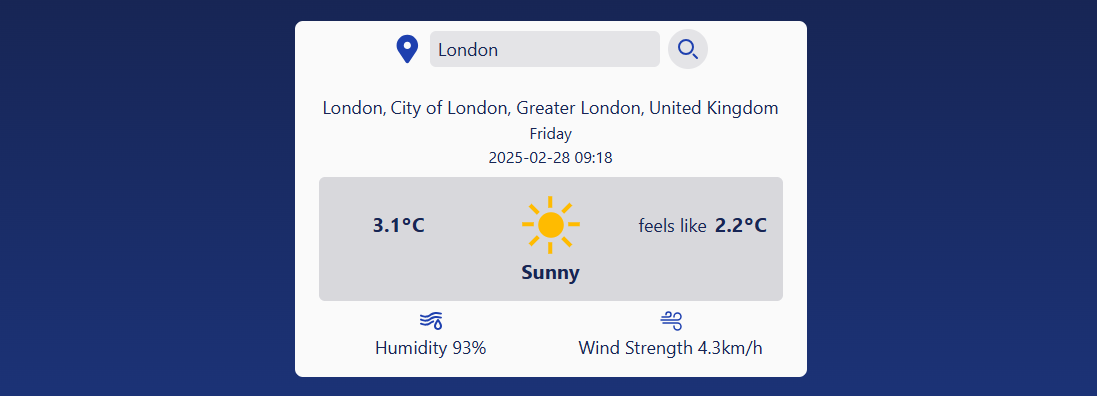 London
London, City of London, Greater London, United Kingdom
Friday
2025-02-28 09:18
3.1°C
feels like 2.2°C
Sunny
Humidity 93%
Wind Strength 4.3km/h